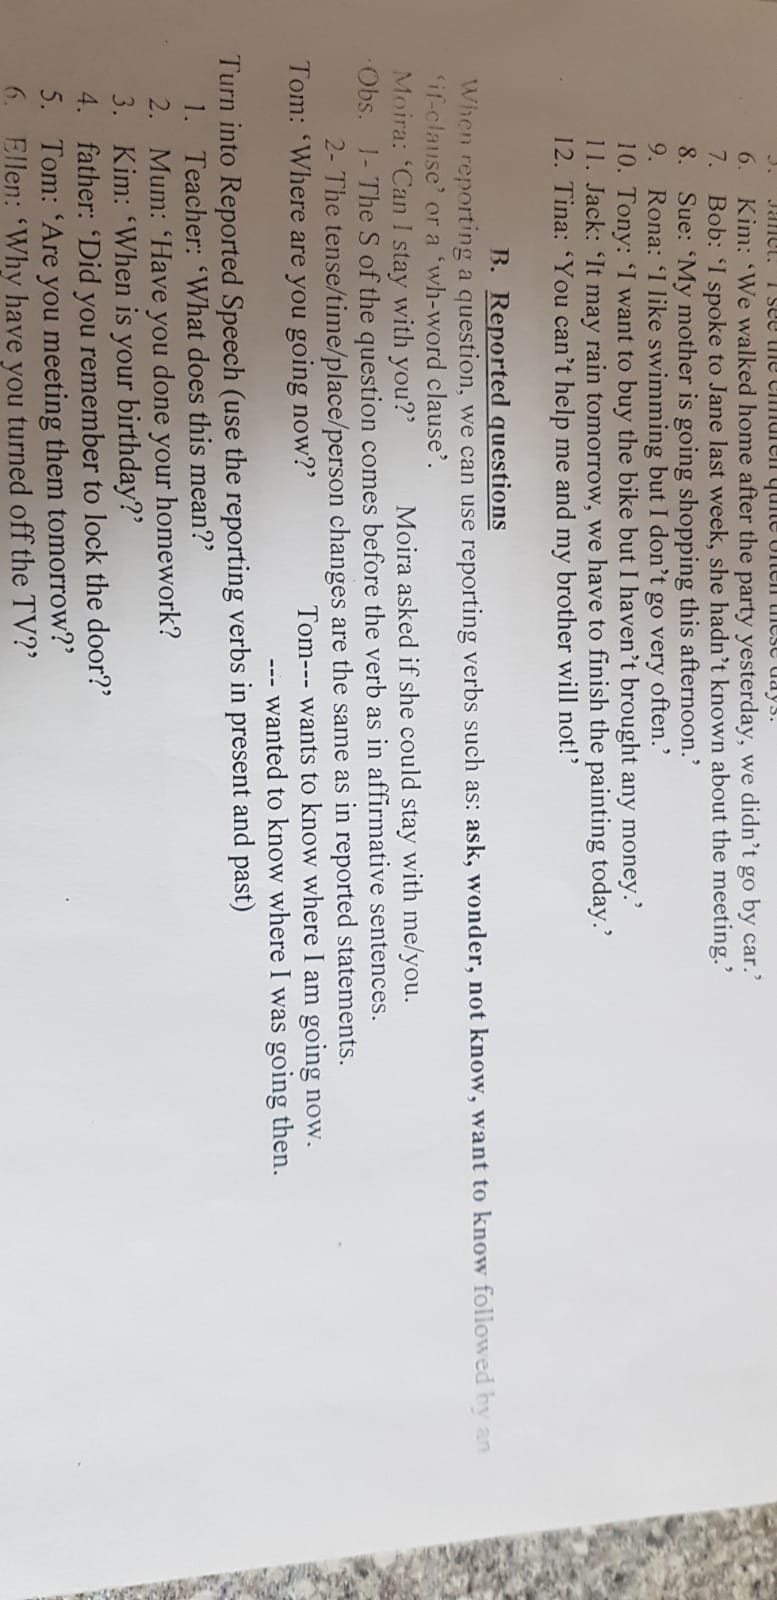 5. Janet: 'I see the children quite often these days.
6. Kim: 'We walked home after the party yesterday, we didn't go by car.'
7. Bob: 'I spoke to Jane last week, she hadn't known about the meeting.'
8. Sue: 'My mother is going shopping this afternoon.'
9. Rona: 'I like swimming but I don't go very often.'
10. Tony: 'I want to buy the bike but I haven't brought any money.'
11. Jack: 'It may rain tomorrow, we have to finish the painting today.'
12. Tina: 'You can't help me and my brother will not!'
B. Reported questions
When reporting a question, we can use reporting verbs such as: ask, wonder, not know, want to know followed by an
'if-clause' or a 'wh-word clause'.
Moira: 'Can I stay with you?' Moira asked if she could stay with me/you.
Obs. 1- The S of the question comes before the verb as in affirmative sentences.
2- The tense/time/place/person changes are the same as in reported statements.
Tom: 'Where are you going now?' Tom--- wants to know where I am going now.
--- wanted to know where I was going then.
Turn into Reported Speech (use the reporting verbs in present and past)
1. Teacher: 'What does this mean?'
2. Mum: 'Have you done your homework?
3. Kim: 'When is your birthday?'
4. father: 'Did you remember to lock the door?'
5. Tom: 'Are you meeting them tomorrow?'
6. Ellen: 'Why have you turned off the TV?'